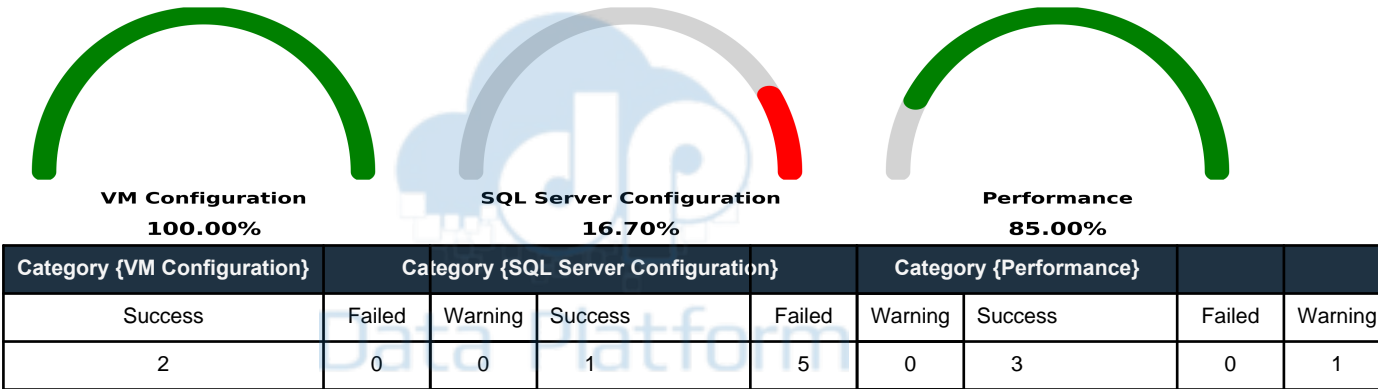 VM Configuration SQL Server Configuration Performance
100.00% 16.70% 85.00%
Category {VM Configuration} Category {SQL Server Configuration} Category {Performance}
Success Failed Warning Success Failed Warning Success Failed Warning
2 0 0 1 5 0 3 0 1
dp
Data Platform